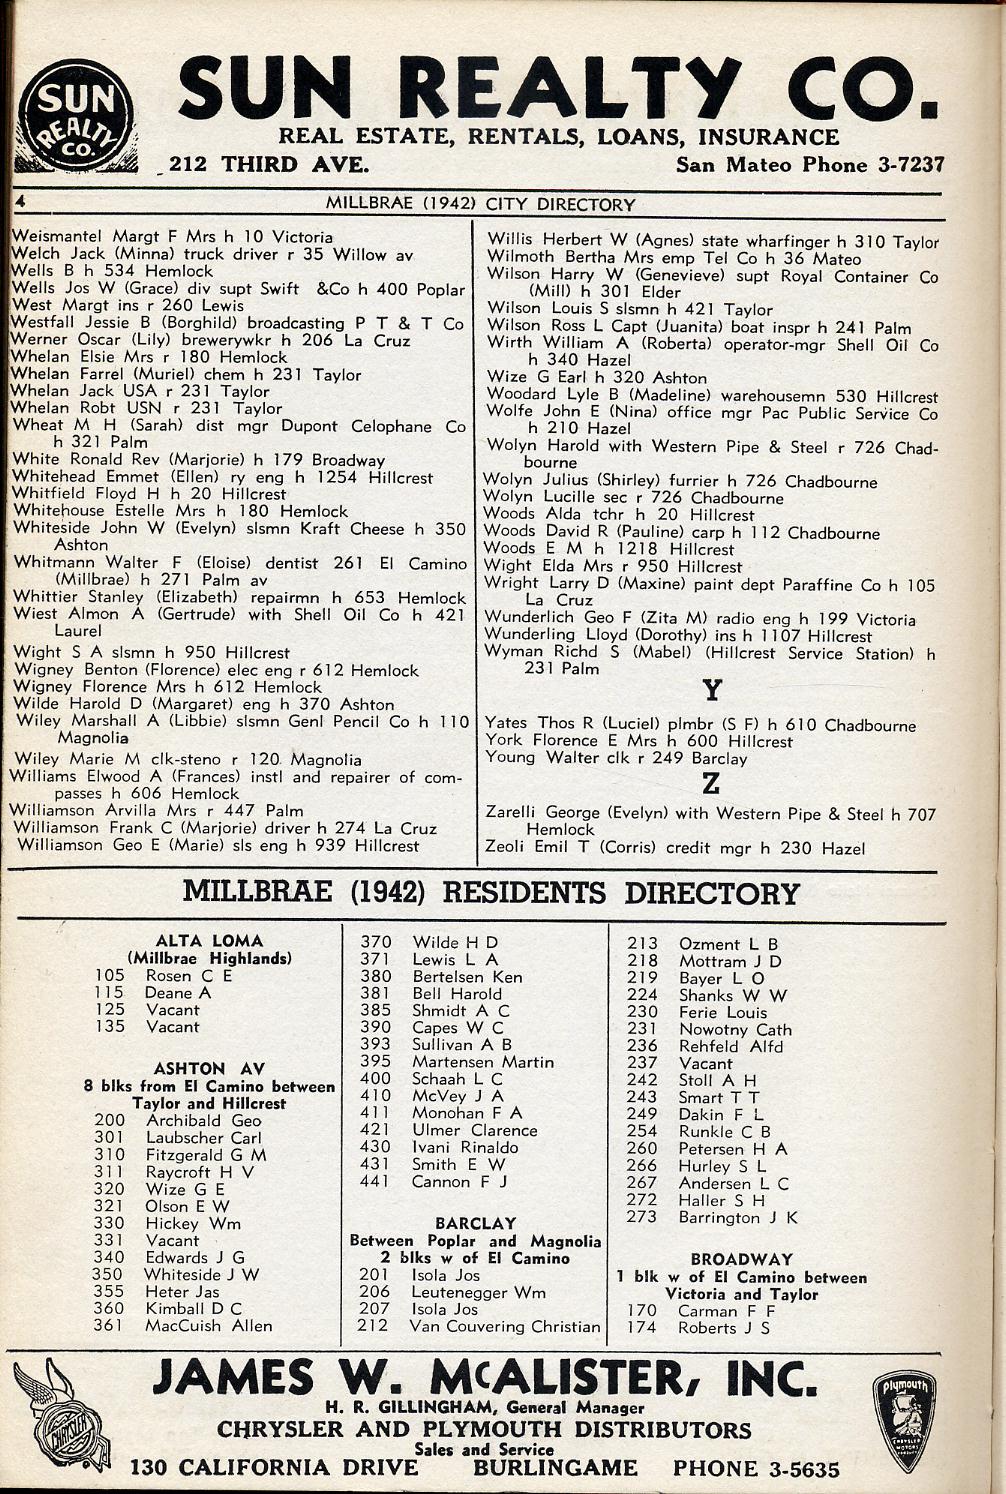 SUN REALTY CO.
SUN REALTY CO.
REAL ESTATE, RENTALS, LOANS, INSURANCE
212 THIRD AVE. San Mateo Phone 3-7237
4 MILLBRAE (1942) CITY DIRECTORY
Weismantel Margt F Mrs h 10 Victoria
Welch Jack (Minna) truck driver r 35 Willow av
Wells B h 534 Hemlock
Wells Jos W (Grace) div supt Swift &Co h 400 Poplar
West Margt ins r 260 Lewis
Westfall Jessie B (Borghild) broadcasting P T & T Co
Werner Oscar (Lily) brewerywkr h 206 La Cruz
Whelan Elsie Mrs r 180 Hemlock
Whelan Farrel (Muriel) chem h 231 Taylor
Whelan Jack USA r 231 Taylor
Whelan Robt USN r 231 Taylor
Wheat M H (Sarah) dist mgr Dupont Celophane Co
h 321 Palm
White Ronald Rev (Marjorie) h 179 Broadway
Whitehead Emmet (Ellen) ry eng h 1254 Hillcrest
Whitfield Floyd H h 20 Hillcrest
Whitehouse Estelle Mrs h 180 Hemlock
Whiteside John W (Evelyn) slsmn Kraft Cheese h 350
Ashton
Whitmann Walter F (Eloise) dentist 261 El Camino
(Millbrae) h 271 Palm av
Whittier Stanley (Elizabeth) repairmn h 653 Hemlock
Wiest Almon A (Gertrude) with Shell Oil Co h 421
Laurel
Wight S A slsmn h 950 Hillcrest
Wigney Benton (Florence) elec eng r 612 Hemlock
Wigney Florence Mrs h 612 Hemlock
Wilde Harold D (Margaret) eng h 370 Ashton
Wiley Marshall A (Libbie) slsmn Genl Pencil Co h 110
Magnolia
Wiley Marie M clk-steno r 120 Magnolia
Williams Elwood A (Frances) instl and repairer of com-
passes h 606 Hemlock
Williamson Arvilla Mrs r 447 Palm
Williamson Frank C (Marjorie) driver h 274 La Cruz
Williamson Geo E (Marie) sls eng h 939 Hillcrest
Willis Herbert W (Agnes) state wharfinger h 310 Taylor
Wilmoth Bertha Mrs emp Tel Co h 36 Mateo
Wilson Harry W (Genevieve) supt Royal Container Co
(Mill) h 301 Elder
Wilson Louis S slsmn h 421 Taylor
Wilson Ross L Capt (Juanita) boat inspr h 241 Palm
Wirth William A (Roberta) operator-mgr Shell Oil Co
h 340 Hazel
Wize G Earl h 320 Ashton
Woodard Lyle B (Madeline) warehousemn 530 Hillcrest
Wolfe John E (Nina) office mgr Pac Public Service Co
h 210 Hazel
Wolyn Harold with Western Pipe & Steel r 726 Chad-
bourne
Wolyn Julius (Shirley) furrier h 726 Chadbourne
Wolyn Lucille sec r 726 Chadbourne
Woods Alda tchr h 20 Hillcrest
Woods David R (Pauline) carp h 112 Chadbourne
Woods E M h 1218 Hillcrest
Wight Elda Mrs r 950 Hillcrest
Wright Larry D (Maxine) paint dept Paraffine Co h 105
La Cruz
Wunderlich Geo F (Zita M) radio eng h 199 Victoria
Wunderling Lloyd (Dorothy) ins h 1107 Hillcrest
Wyman Richd S (Mabel) (Hillcrest Service Station) h
231 Palm
Y
Yates Thos R (Luciel) plmbr (S F) h 610 Chadbourne
York Florence E Mrs h 600 Hillcrest
Young Walter clk r 249 Barclay
Z
Zarelli George (Evelyn) with Western Pipe & Steel h 707
Hemlock
Zeoli Emil T (Corris) credit mgr h 230 Hazel
MILLBRAE (1942) RESIDENTS DIRECTORY
ALTA LOMA
(Millbrae Highlands)
105 Rosen C E
115 Deane A
125 Vacant
135 Vacant
ASHTON AV
8 blks from El Camino between
Taylor and Hillcrest
200 Archibald Geo
301 Laubscher Carl
310 Fitzgerald G M
311 Raycroft H V
320 Wize G E
321 Olson E W
330 Hickey Wm
331 Vacant
340 Edwards J G
350 Whiteside J W
355 Heter Jas
360 Kimball D C
361 MacCuish Allen
370 Wilde H D
371 Lewis L A
380 Bertelsen Ken
381 Bell Harold
385 Shmidt A C
390 Capes W C
393 Sullivan A B
395 Martensen Martin
400 Schaah L C
410 McVey J A
411 Monohan F A
421 Ulmer Clarence
430 Ivani Rinaldo
431 Smith E W
441 Cannon F J
BARCLAY
Between Poplar and Magnolia
2 blks w of El Camino
201 Isola Jos
206 Leutenegger Wm
207 Isola Jos
212 Van Couvering Christian
213 Ozment L B
218 Mottram J D
219 Bayer L O
224 Shanks W W
230 Ferie Louis
231 Nowotny Cath
236 Rehfeld Alfd
237 Vacant
242 Stoll A H
243 Smart T T
249 Dakin F L
254 Runkle C B
260 Petersen H A
266 Hurley S L
267 Andersen L C
272 Haller S H
273 Barrington J K
BROADWAY
1 blk w of El Camino between
Victoria and Taylor
170 Carman F F
174 Roberts J S
JAMES W. McALISTER, INC.
H. R. GILLINGHAM, General Manager
CHRYSLER AND PLYMOUTH DISTRIBUTORS
Sales and Service
130 CALIFORNIA DRIVE BURLINGAME PHONE 3-5635
CHRYSLER
Plymouth
CHRYSLER
MOTORS
PRODUCT